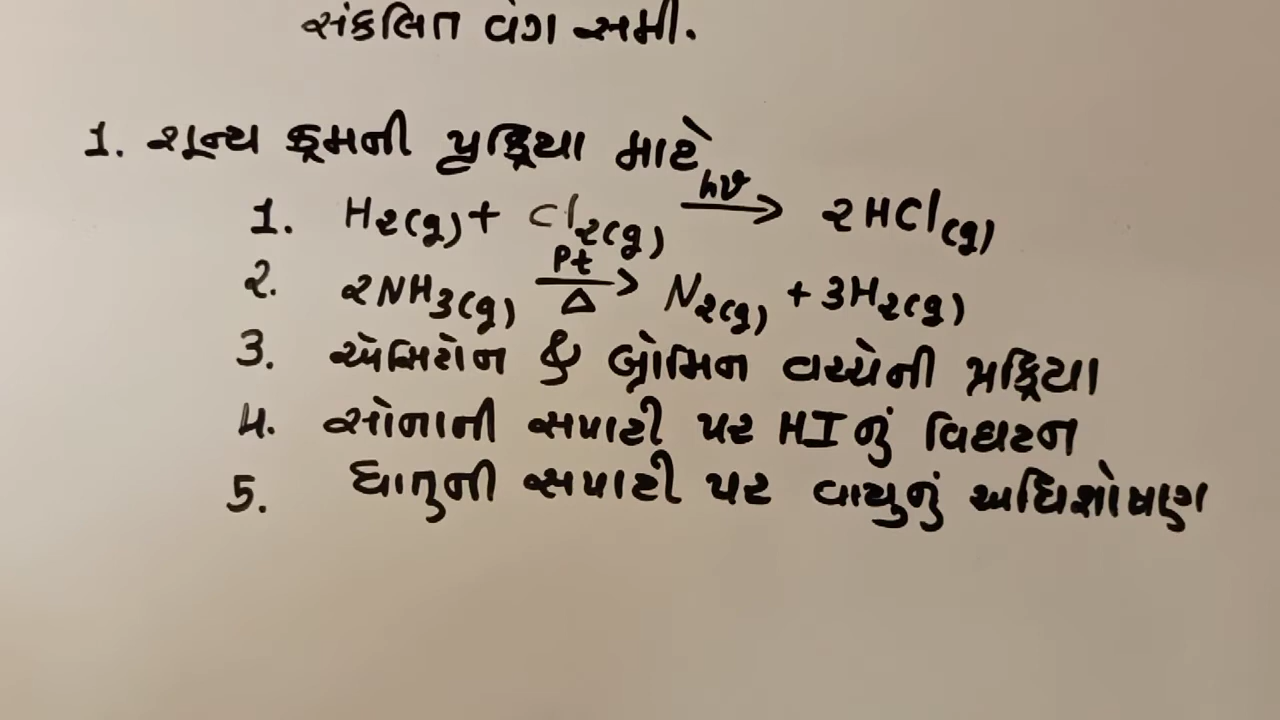 સંકલિત વેગ સમી.
1. શૂન્ય ક્રમની પ્રક્રિયા માટે
1. H2(g) + Cl2(g) hν → 2HCl(g)
2. 2NH3(g) Pt → Δ N2(g) + 3H2(g)
3. એસિટોન & બ્રોમિન વચ્ચેની પ્રક્રિયા
4. સોનાની સપાટી પર HI નું વિઘટન
5. ધાતુની સપાટી પર વાયુનું અધિશોષણ